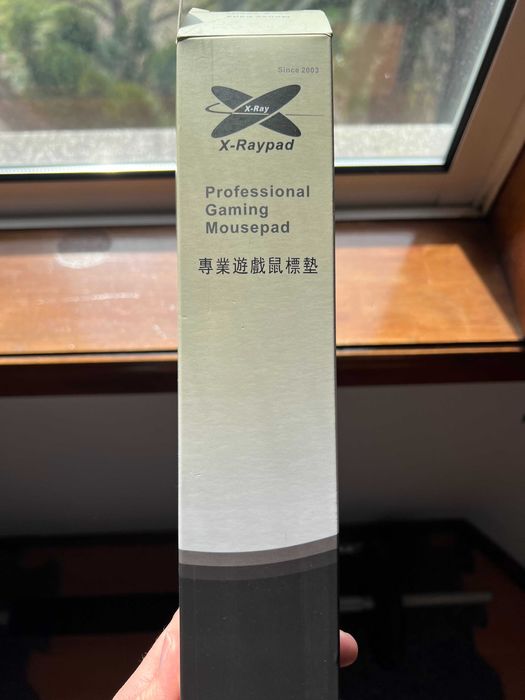 Since 2003
X-Ray
X-Raypad
Professional
Gaming
Mousepad
專業遊戲鼠標墊